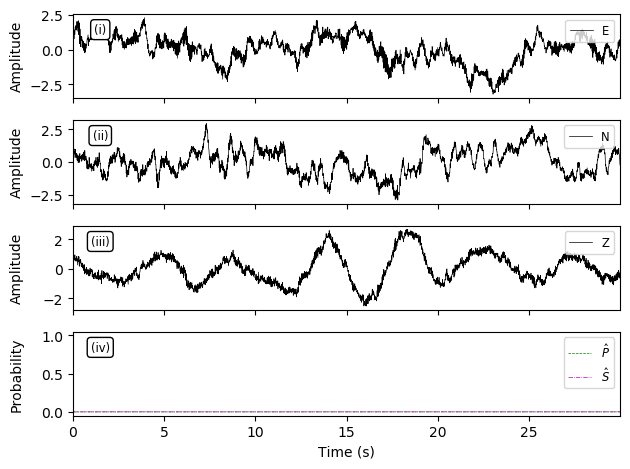 2.5
(i)
E
0.0
−2.5
Amplitude
2.5
(ii)
N
0.0
−2.5
Amplitude
2
(iii)
Z
0
−2
Amplitude
1.0
(iv)
P̂
0.5
Ŝ
0.0
Probability
0 5 10 15 20 25
Time (s)